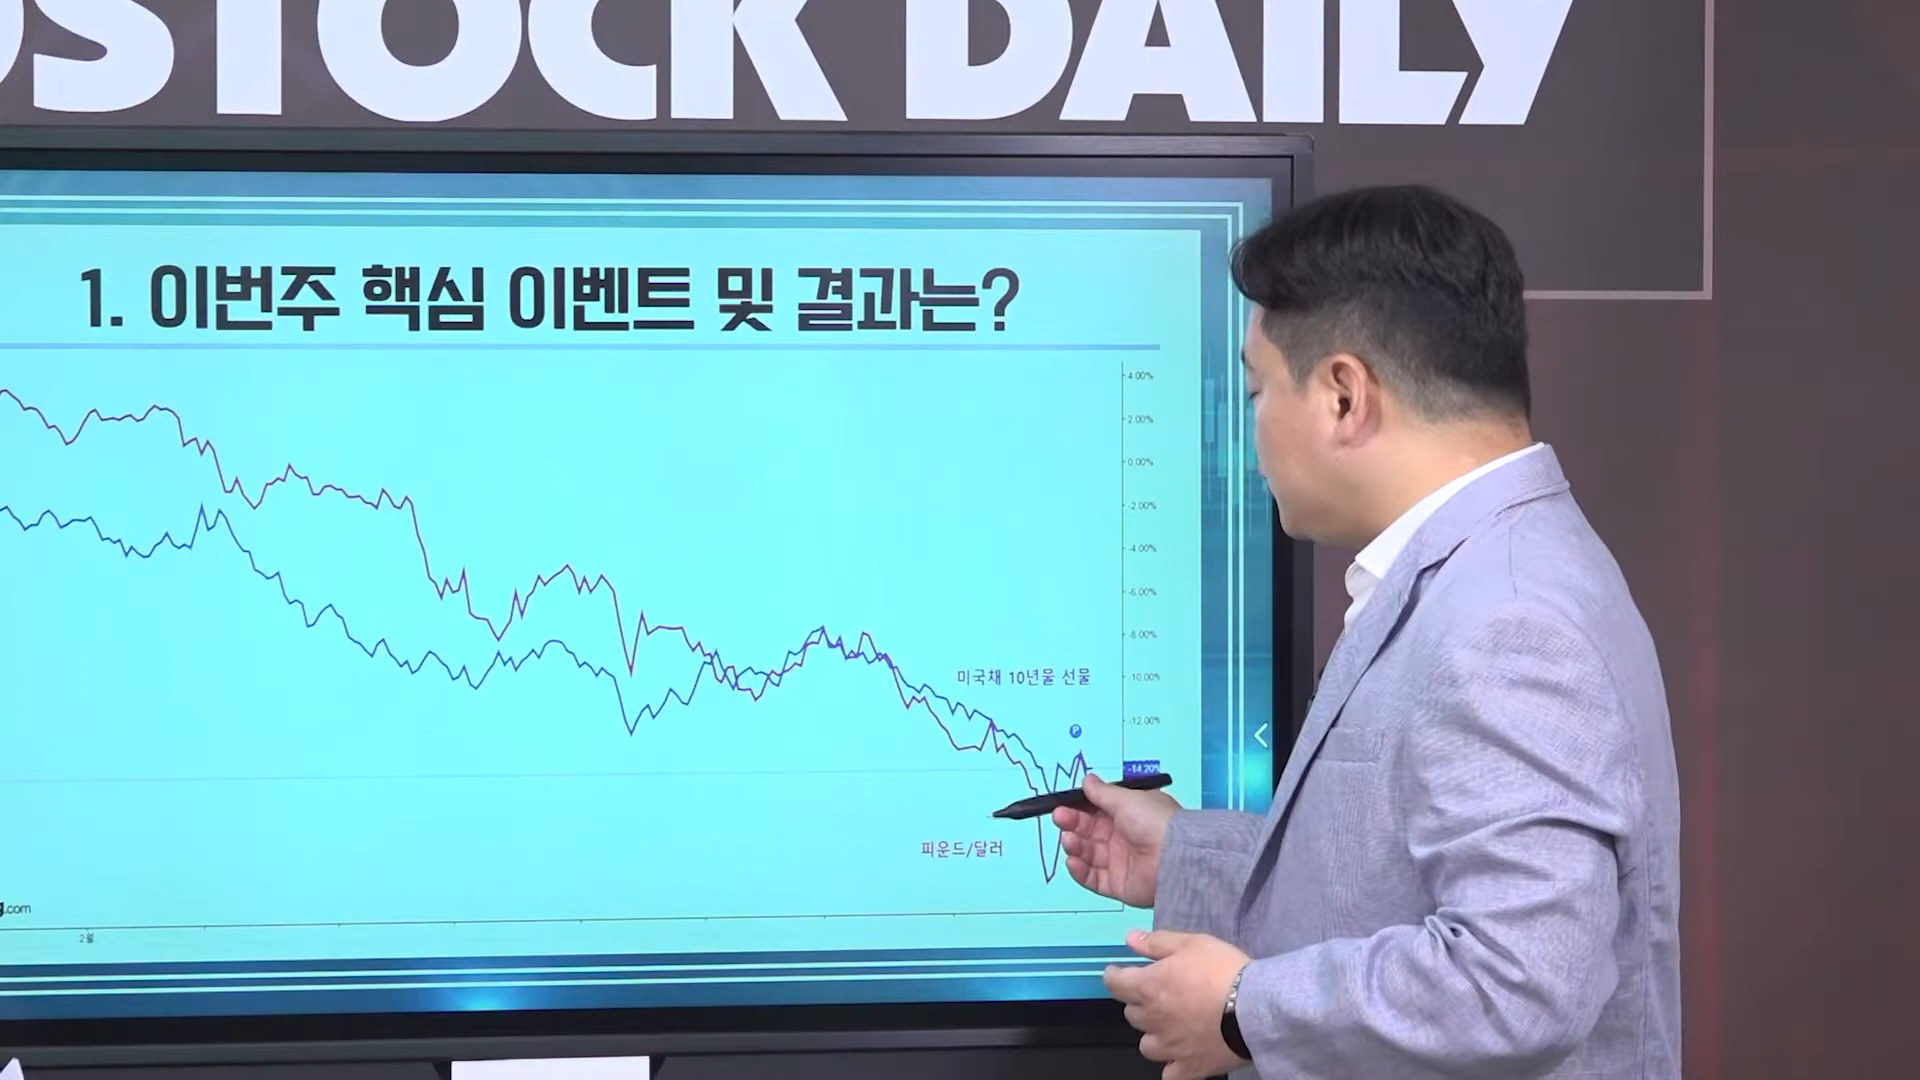 OSTOCK DAILY
1. 이번주 핵심 이벤트 및 결과는?
4.00%
2.00%
0.00%
-2.00%
-4.00%
-6.00%
-8.00%
미국채 10년물 선물
-10.00%
-12.00%
P
-14.20%
피운드/달러
g.com
2월